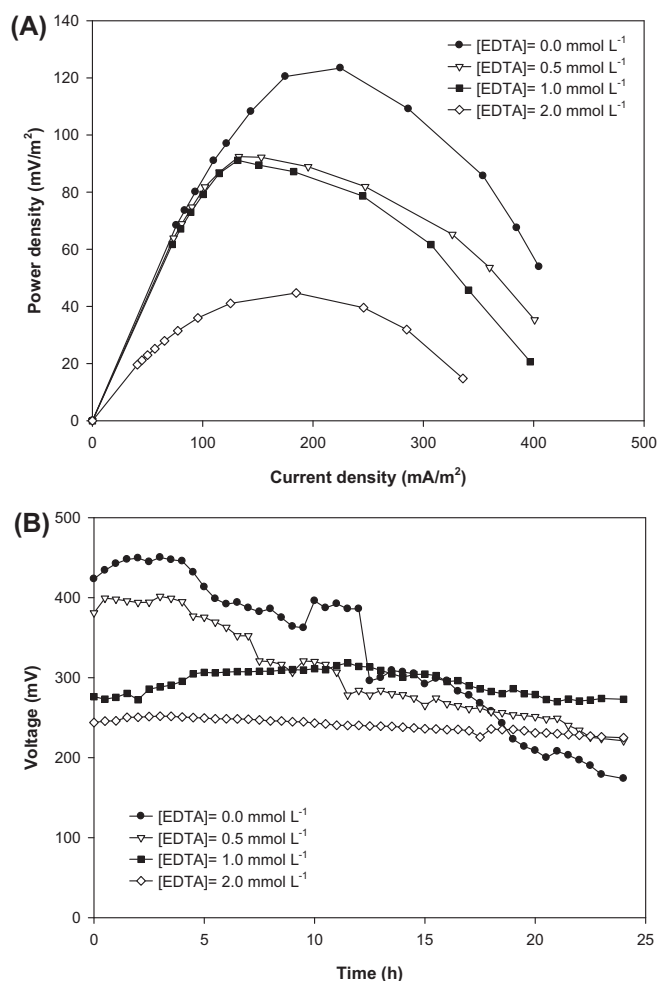 (A)
140
120
100
80
60
40
20
0
Power density (mV/m²)
[EDTA]= 0.0 mmol L⁻¹
[EDTA]= 0.5 mmol L⁻¹
[EDTA]= 1.0 mmol L⁻¹
[EDTA]= 2.0 mmol L⁻¹
0 100 200 300 400 500
Current density (mA/m²)
(B)
500
400
300
200
100
0
Voltage (mV)
[EDTA]= 0.0 mmol L⁻¹
[EDTA]= 0.5 mmol L⁻¹
[EDTA]= 1.0 mmol L⁻¹
[EDTA]= 2.0 mmol L⁻¹
0 5 10 15 20 25
Time (h)